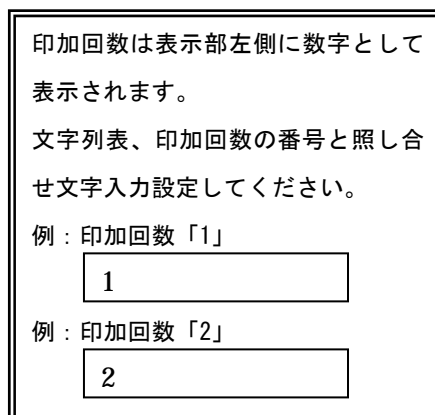 印加回数は表示部左側に数字として
表示されます。
文字列表、印加回数の番号と照し合
せ文字入力設定してください。
例：印加回数「1」
1
例：印加回数「2」
2